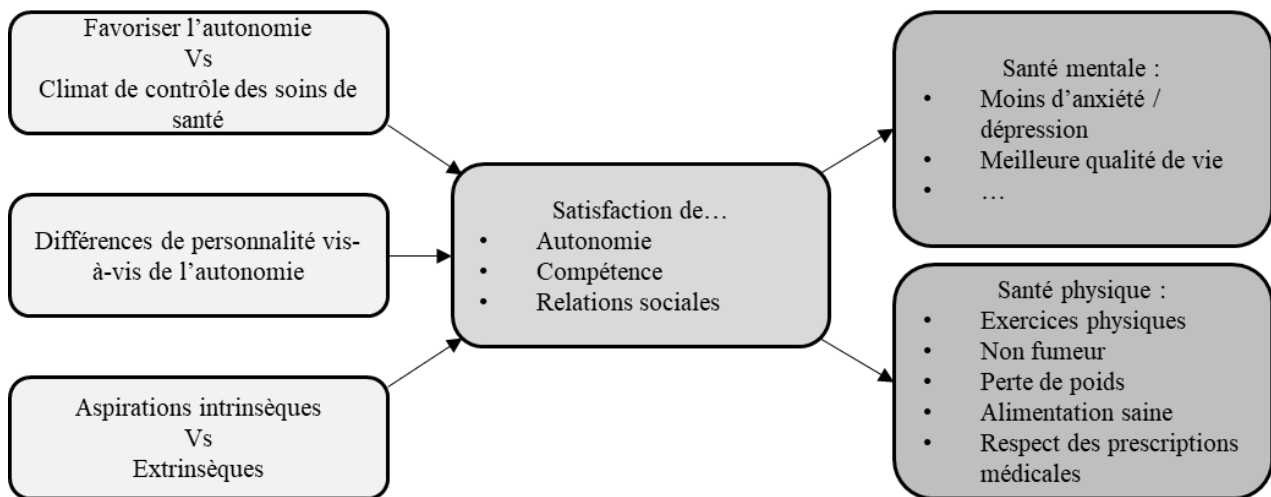 Favoriser l’autonomie
Vs
Climat de contrôle des soins de
santé
Différences de personnalité vis-
à-vis de l’autonomie
Aspirations intrinsèques
Vs
Extrinsèques
Satisfaction de…
• Autonomie
• Compétence
• Relations sociales
Santé mentale :
• Moins d’anxiété /
dépression
• Meilleure qualité de vie
• …
Santé physique :
• Exercices physiques
• Non fumeur
• Perte de poids
• Alimentation saine
• Respect des prescriptions
médicales